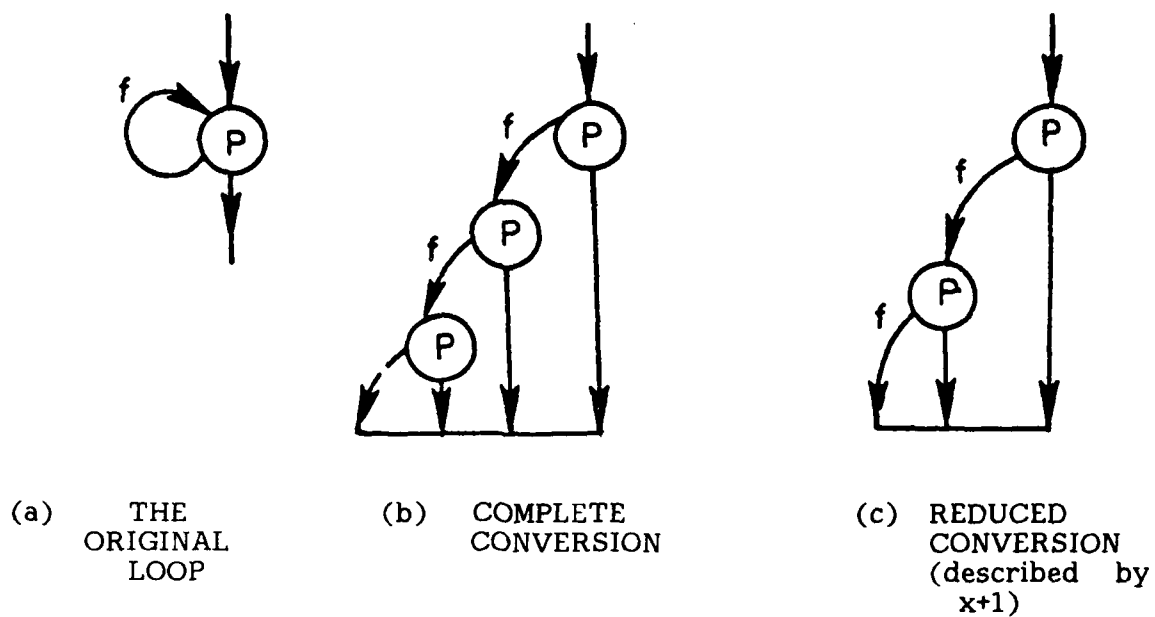 f
P
f
P
f
P
P
f
P
f
P
(a) THE
ORIGINAL
LOOP
(b) COMPLETE
CONVERSION
(c) REDUCED
CONVERSION
(described by
x+1)